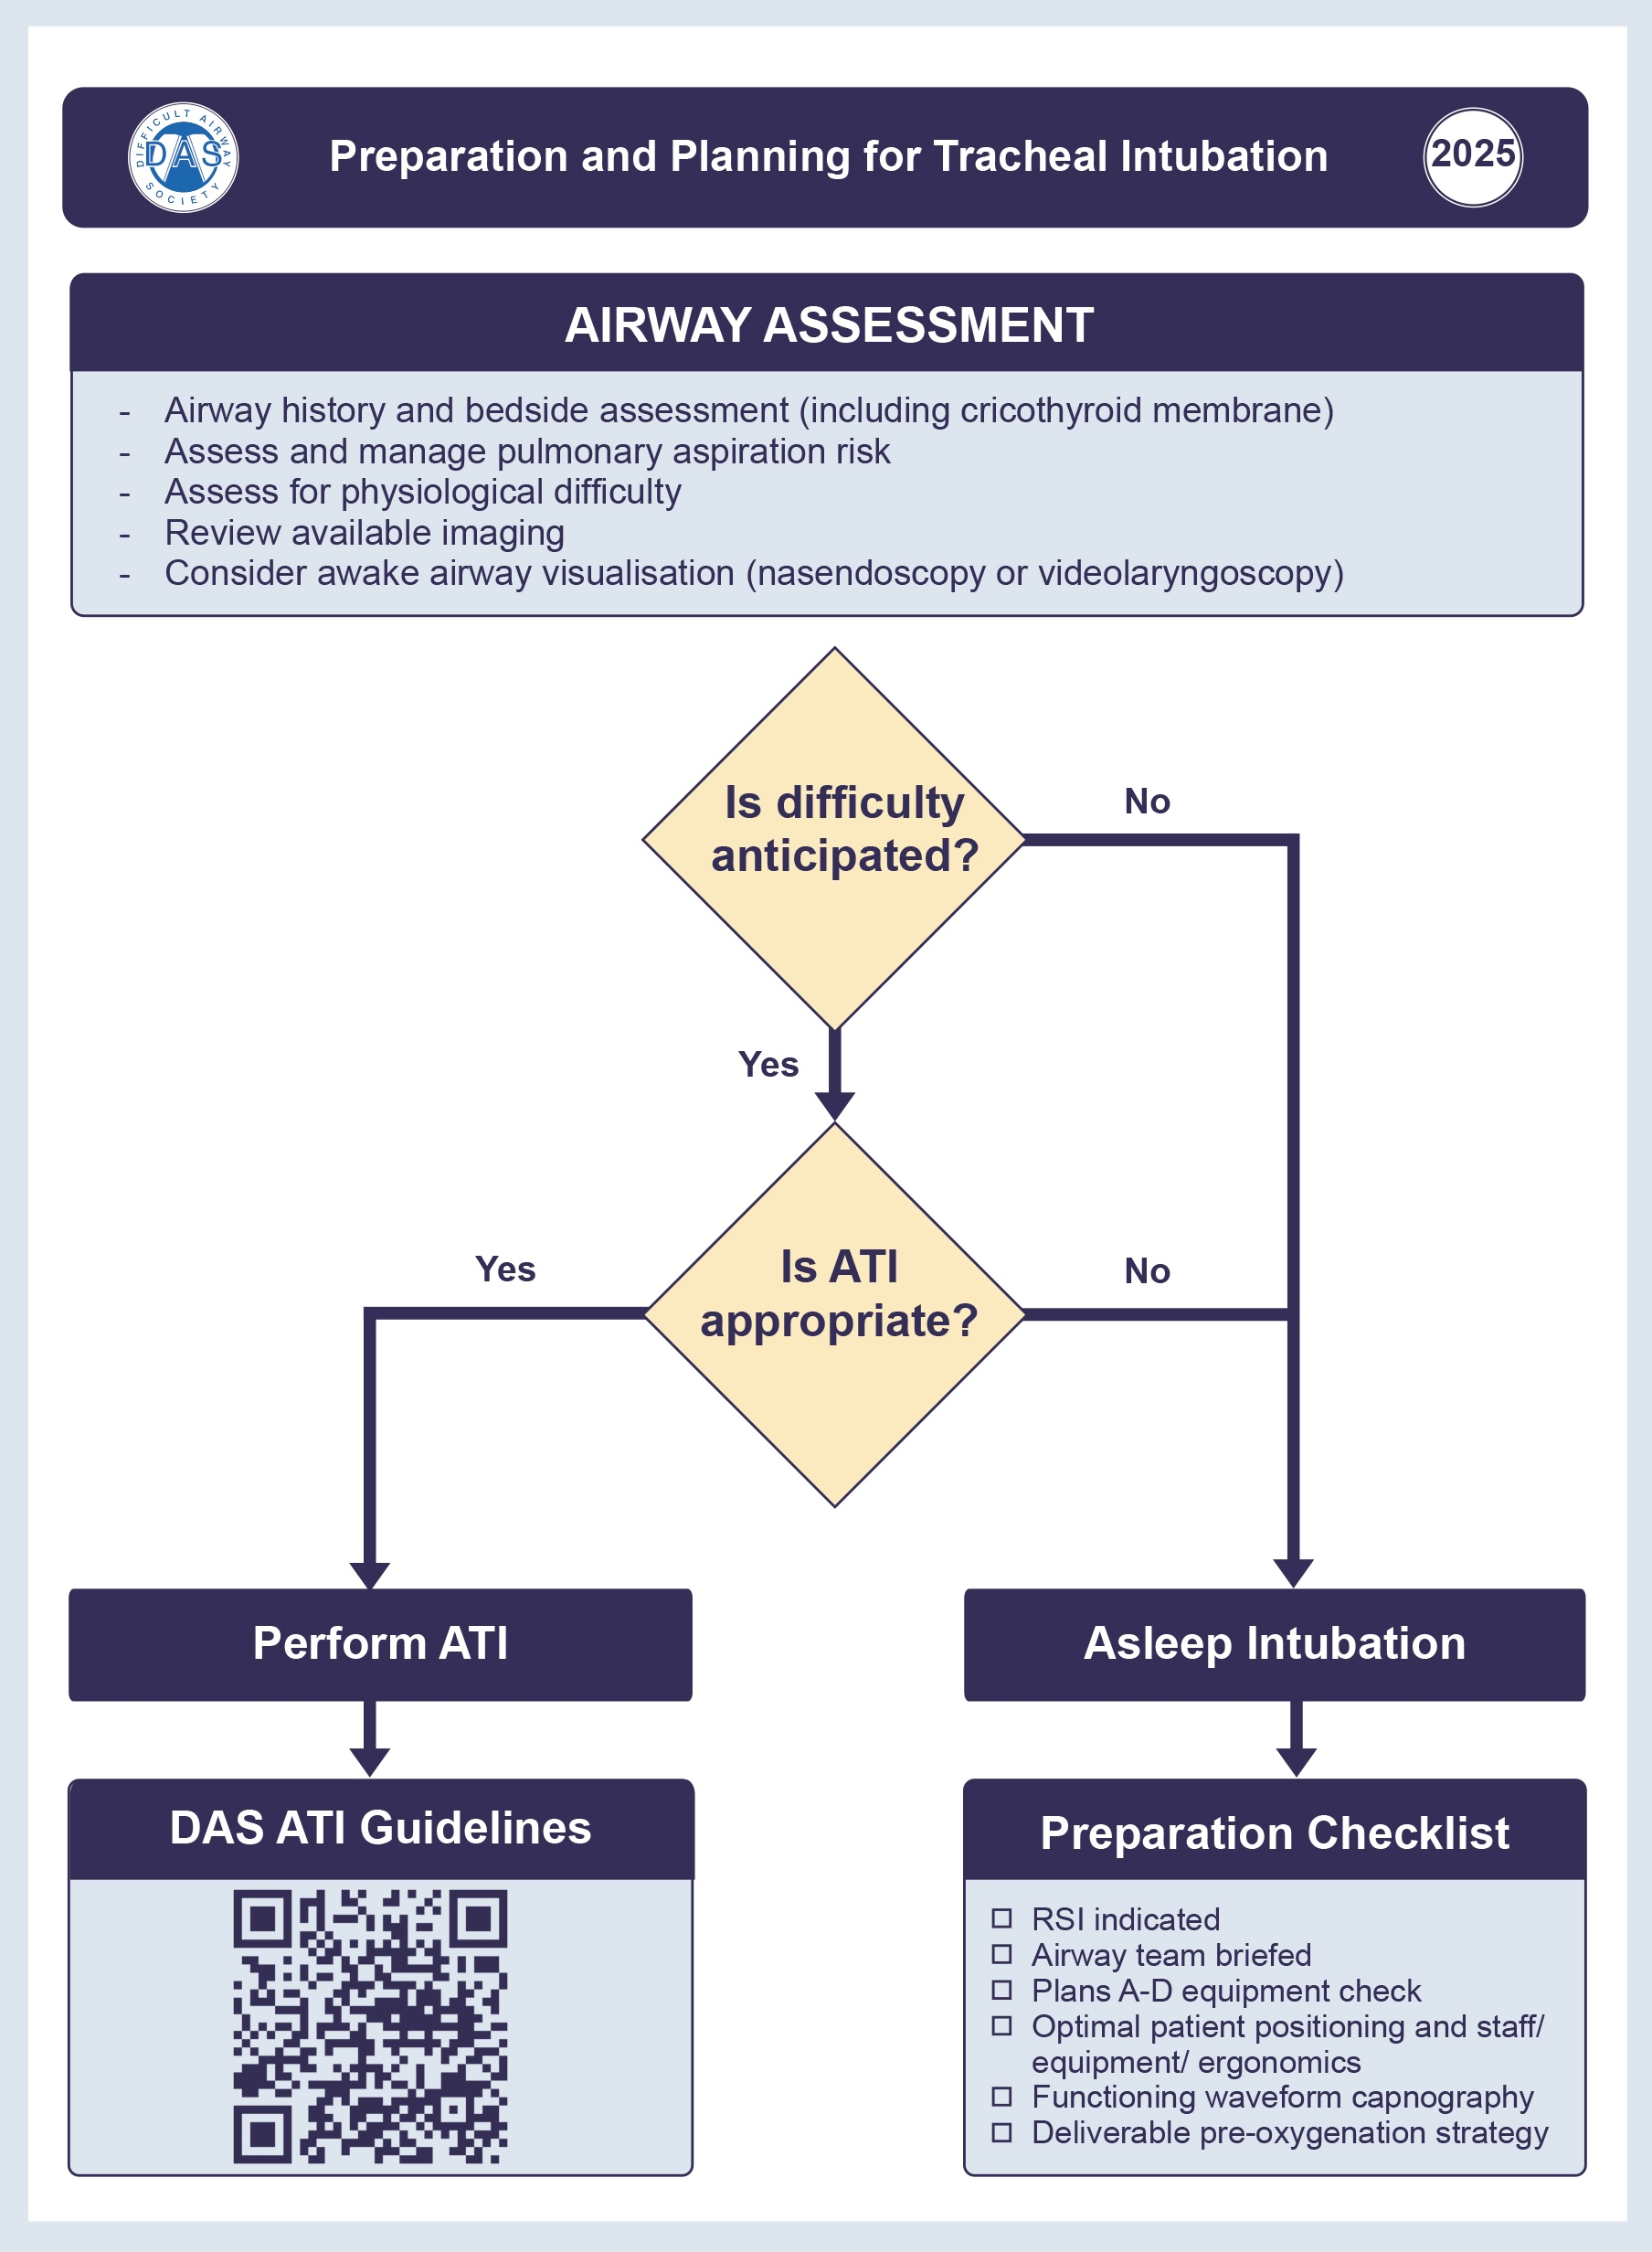 DIFFICULT AIRWAY
DAS
SOCIETY
Preparation and Planning for Tracheal Intubation
2025
AIRWAY ASSESSMENT
- Airway history and bedside assessment (including cricothyroid membrane)
- Assess and manage pulmonary aspiration risk
- Assess for physiological difficulty
- Review available imaging
- Consider awake airway visualisation (nasendoscopy or videolaryngoscopy)
Is difficulty
anticipated?
No
Yes
Is ATI
appropriate?
Yes
No
Perform ATI
Asleep Intubation
DAS ATI Guidelines
Preparation Checklist
☐ RSI indicated
☐ Airway team briefed
☐ Plans A-D equipment check
☐ Optimal patient positioning and staff/
equipment/ ergonomics
☐ Functioning waveform capnography
☐ Deliverable pre-oxygenation strategy